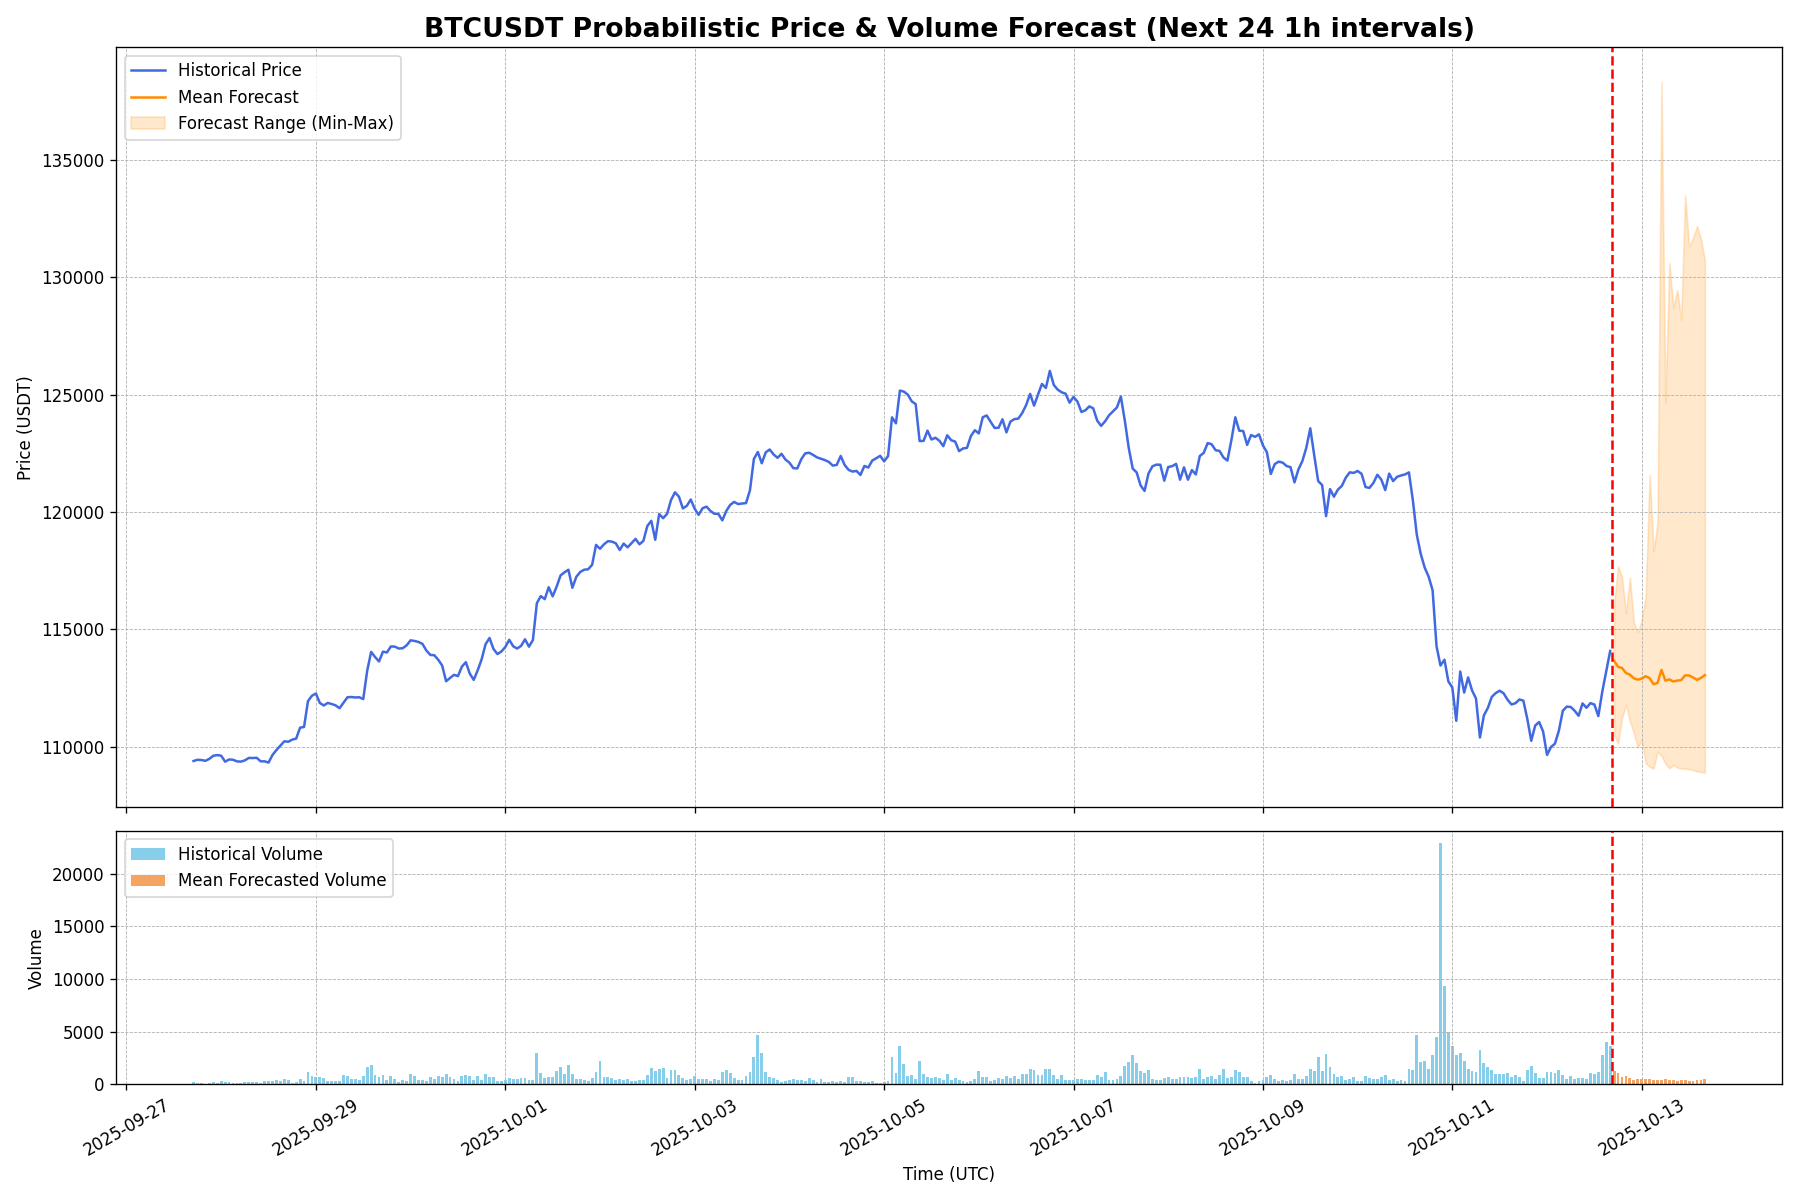 BTCUSDT Probabilistic Price & Volume Forecast (Next 24 1h intervals)
Historical Price
Mean Forecast
Forecast Range (Min-Max)
135000
130000
125000
120000
115000
110000
Price (USDT)
Historical Volume
Mean Forecasted Volume
20000
15000
10000
5000
0
Volume
2025-09-27
2025-09-29
2025-10-01
2025-10-03
2025-10-05
2025-10-07
2025-10-09
2025-10-11
2025-10-13
Time (UTC)